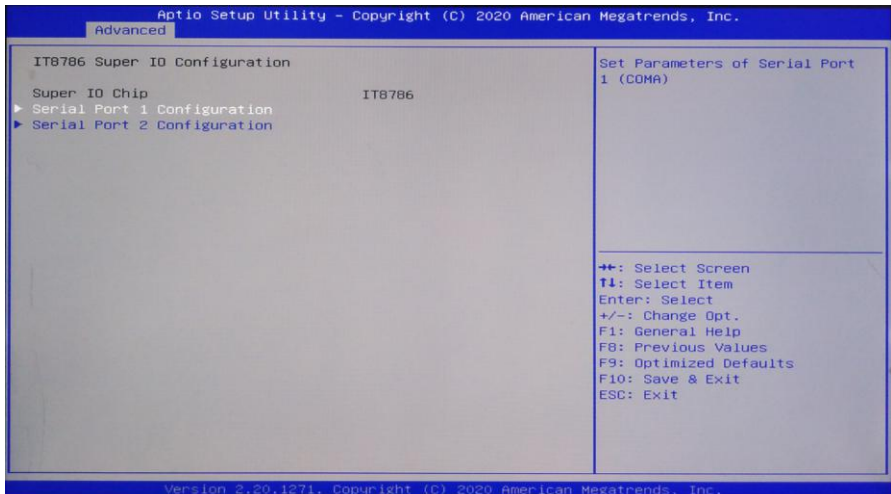 Aptio Setup Utility – Copyright (C) 2020 American Megatrends, Inc.
Advanced
IT8786 Super IO Configuration
Super IO Chip IT8786
► Serial Port 1 Configuration
► Serial Port 2 Configuration
Set Parameters of Serial Port
1 (COMA)
→←: Select Screen
↑↓: Select Item
Enter: Select
+/-: Change Opt.
F1: General Help
F8: Previous Values
F9: Optimized Defaults
F10: Save & Exit
ESC: Exit
Version 2.20.1271. Copyright (C) 2020 American Megatrends, Inc.